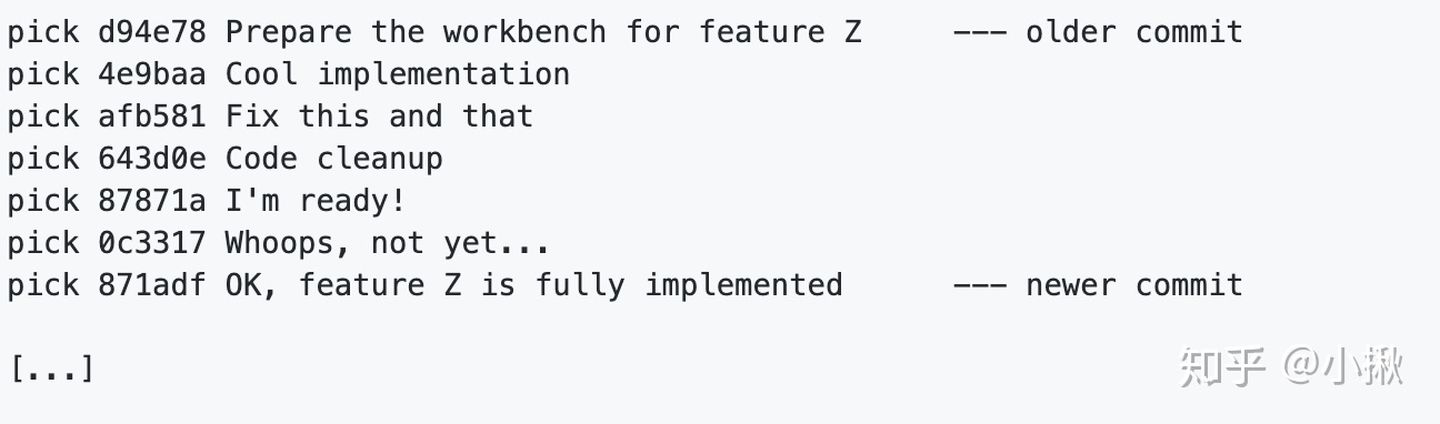 pick d94e78 Prepare the workbench for feature Z     --- older commit
pick 4e9baa Cool implementation
pick afb581 Fix this and that
pick 643d0e Code cleanup
pick 87871a I'm ready!
pick 0c3317 Whoops, not yet...
pick 871adf OK, feature Z is fully implemented      --- newer commit
[...]
知乎 @小揪